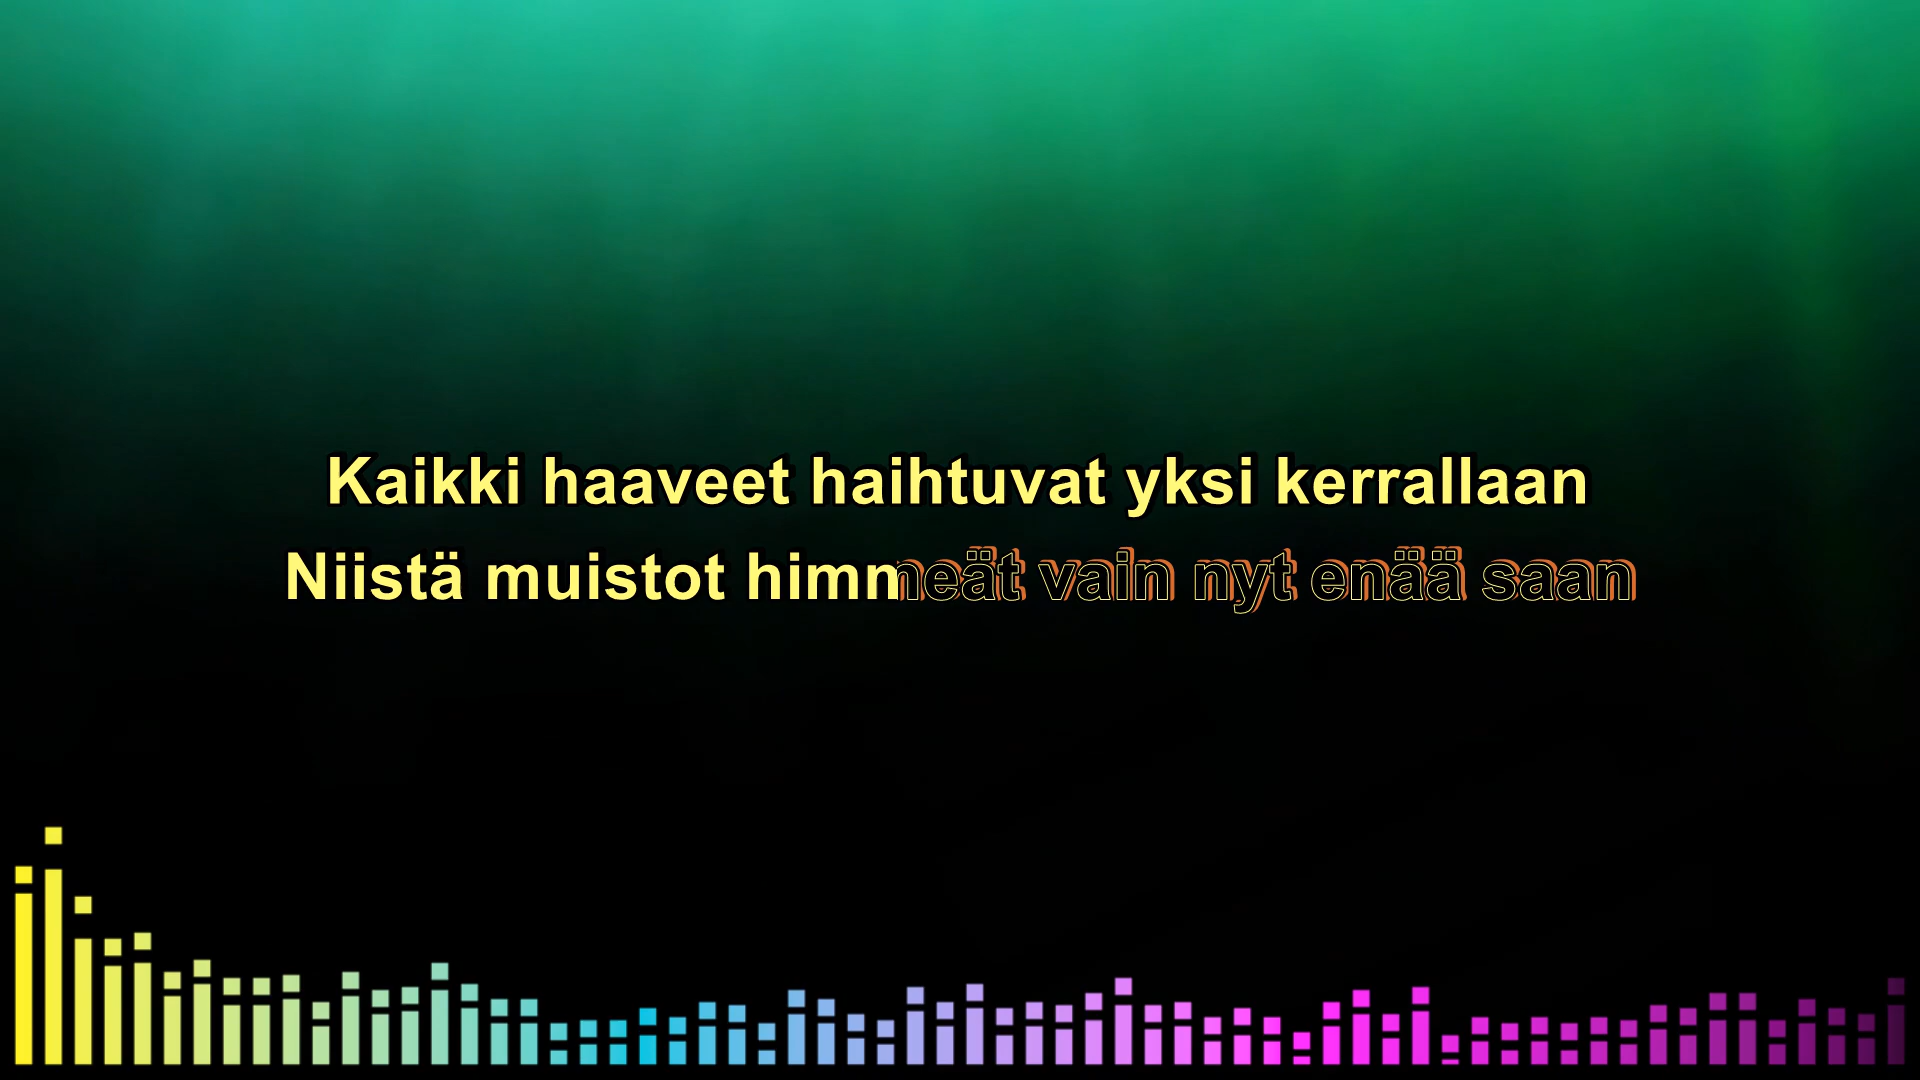 Kaikki haaveet haihtuvat yksi kerrallaan
Niistä muistot himmeät vain nyt enää saan